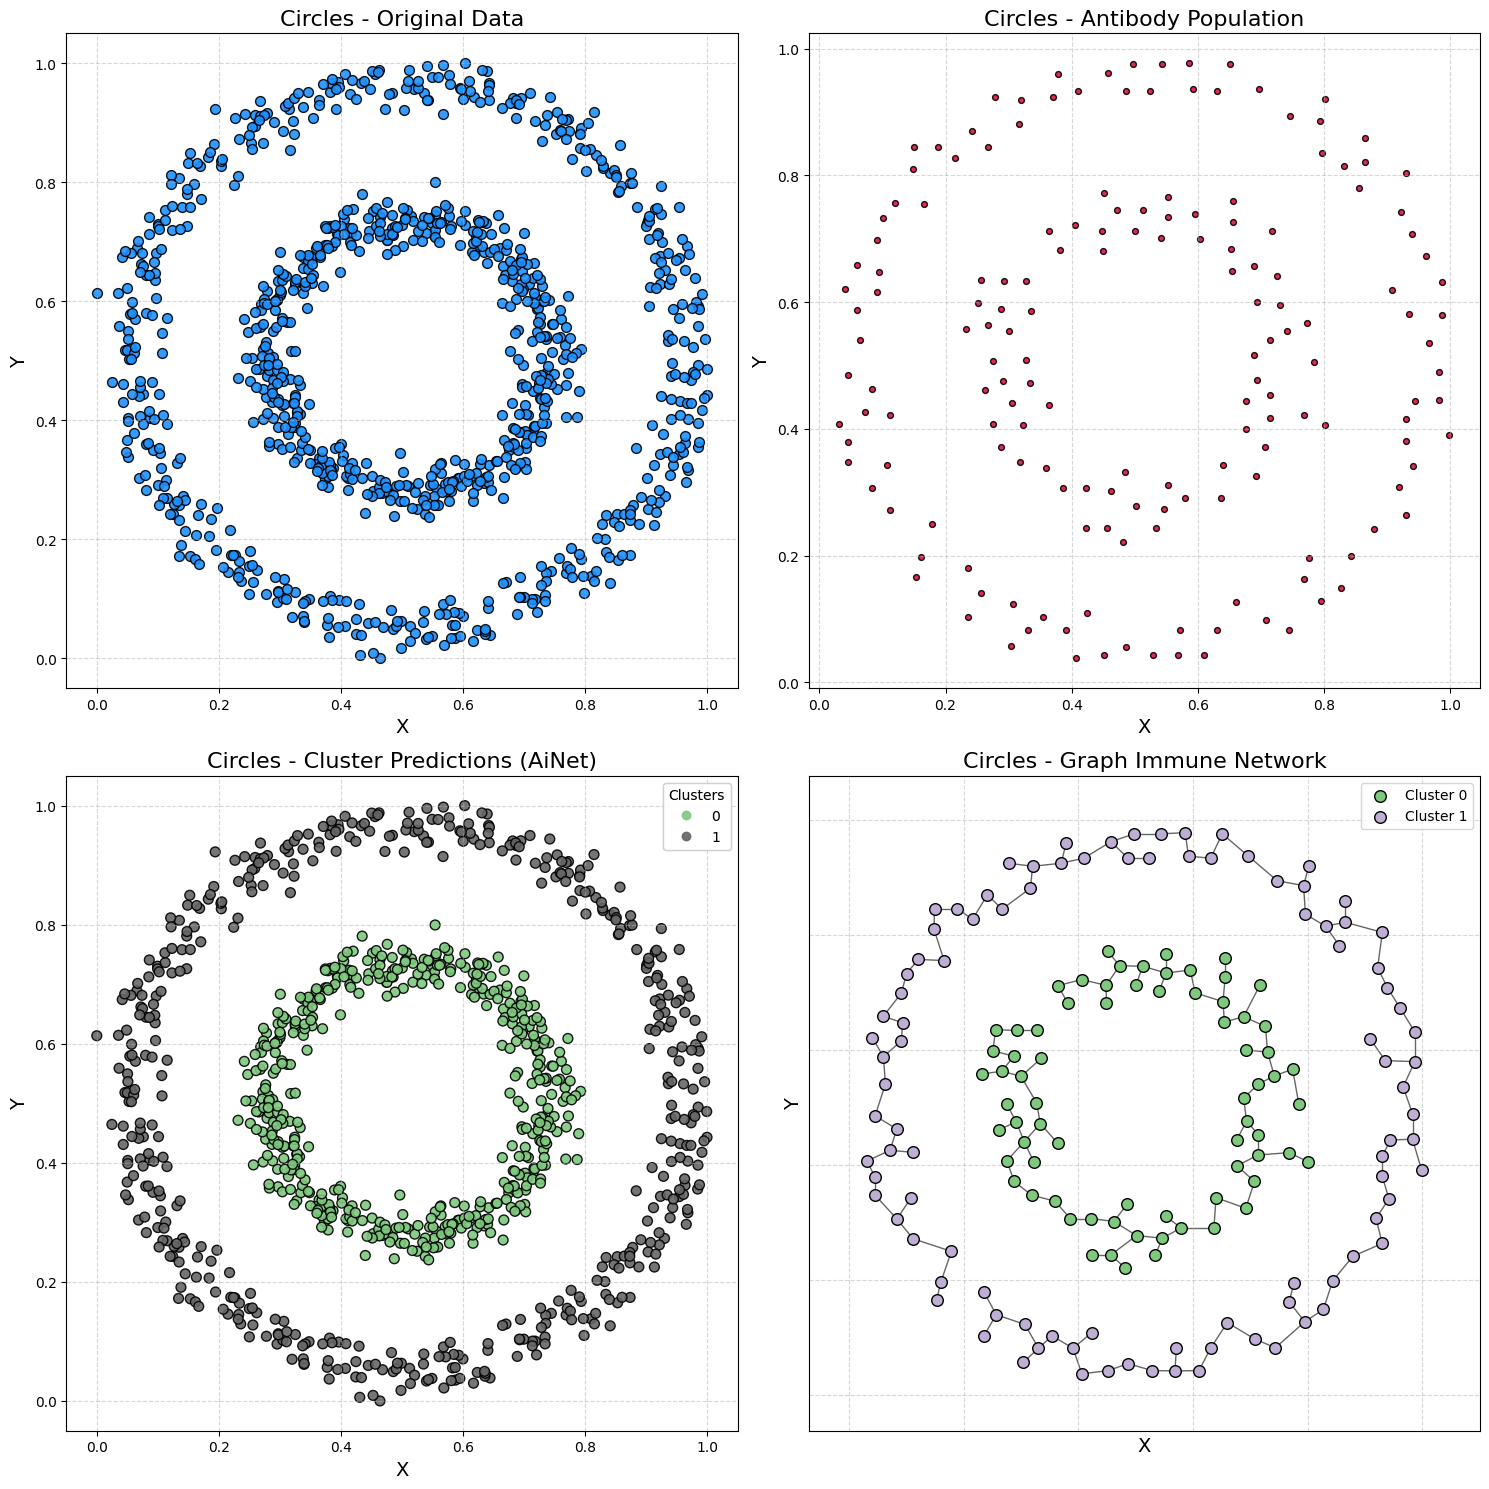 Circles - Original Data
Y
1.0
0.8
0.6
0.4
0.2
0.0
0.0 0.2 0.4 0.6 0.8 1.0
X
Circles - Antibody Population
Y
1.0
0.8
0.6
0.4
0.2
0.0
0.0 0.2 0.4 0.6 0.8 1.0
X
Circles - Cluster Predictions (AiNet)
Clusters
0
1
Y
1.0
0.8
0.6
0.4
0.2
0.0
0.0 0.2 0.4 0.6 0.8 1.0
X
Circles - Graph Immune Network
Cluster 0
Cluster 1
Y
X